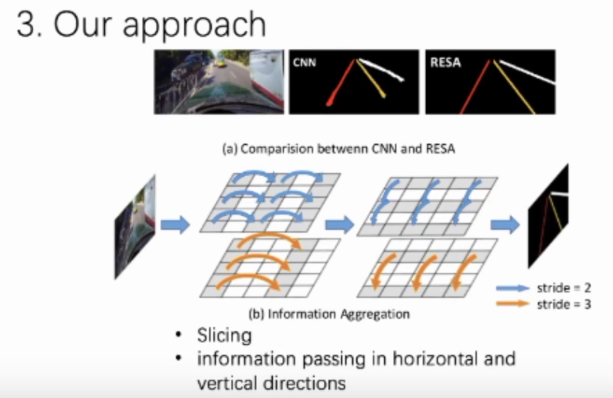 3. Our approach
CNN
RESA
(a) Comparision betwenn CNN and RESA
stride = 2
stride = 3
(b) Information Aggregation
• Slicing
• information passing in horizontal and
vertical directions